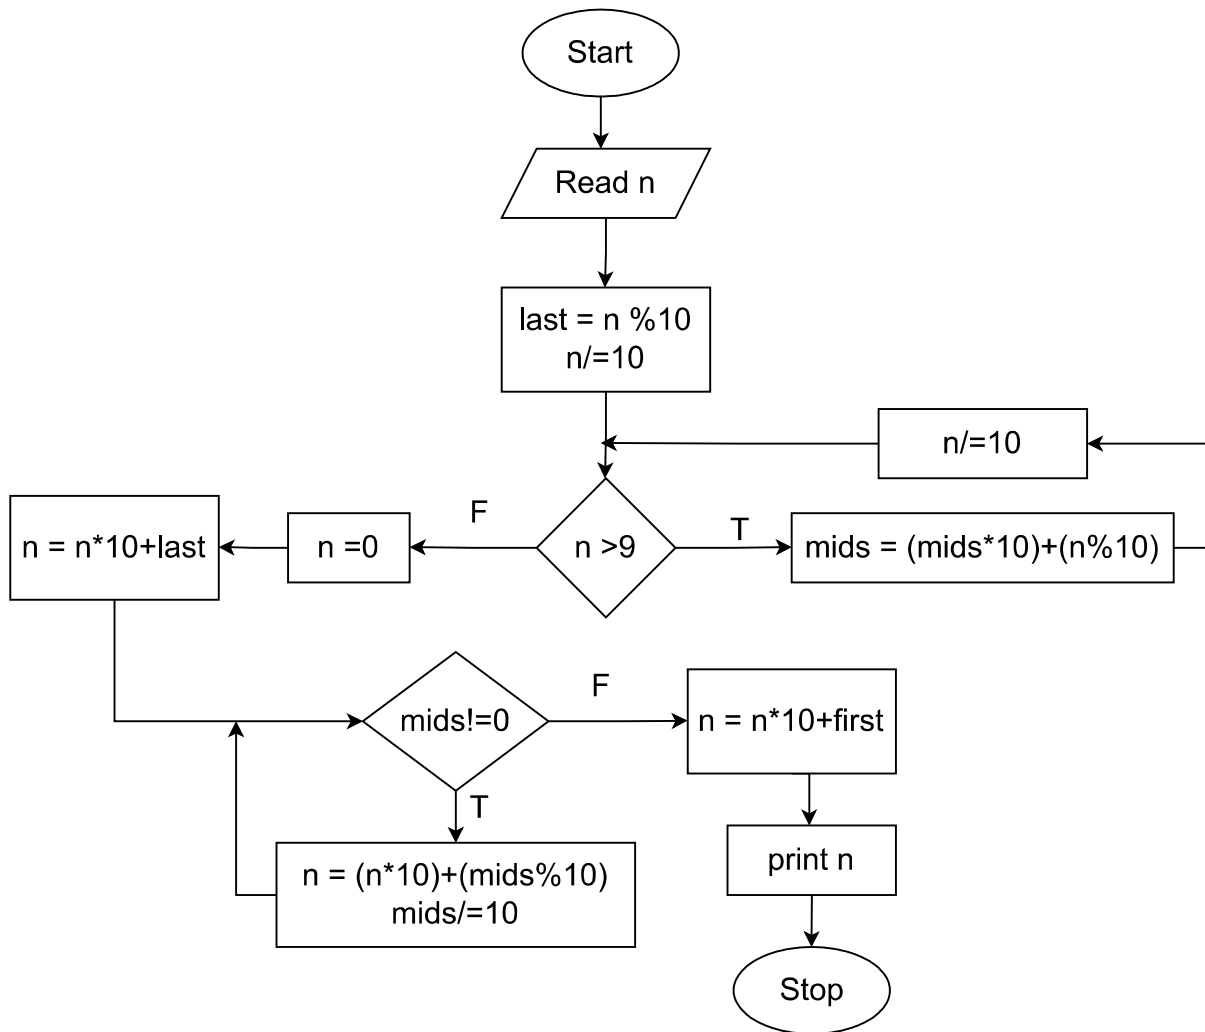 Start
Read n
last = n %10
n/=10
n/=10
n >9
F
T
n =0
n = n*10+last
mids = (mids*10)+(n%10)
mids!=0
F
T
n = n*10+first
n = (n*10)+(mids%10)
mids/=10
print n
Stop